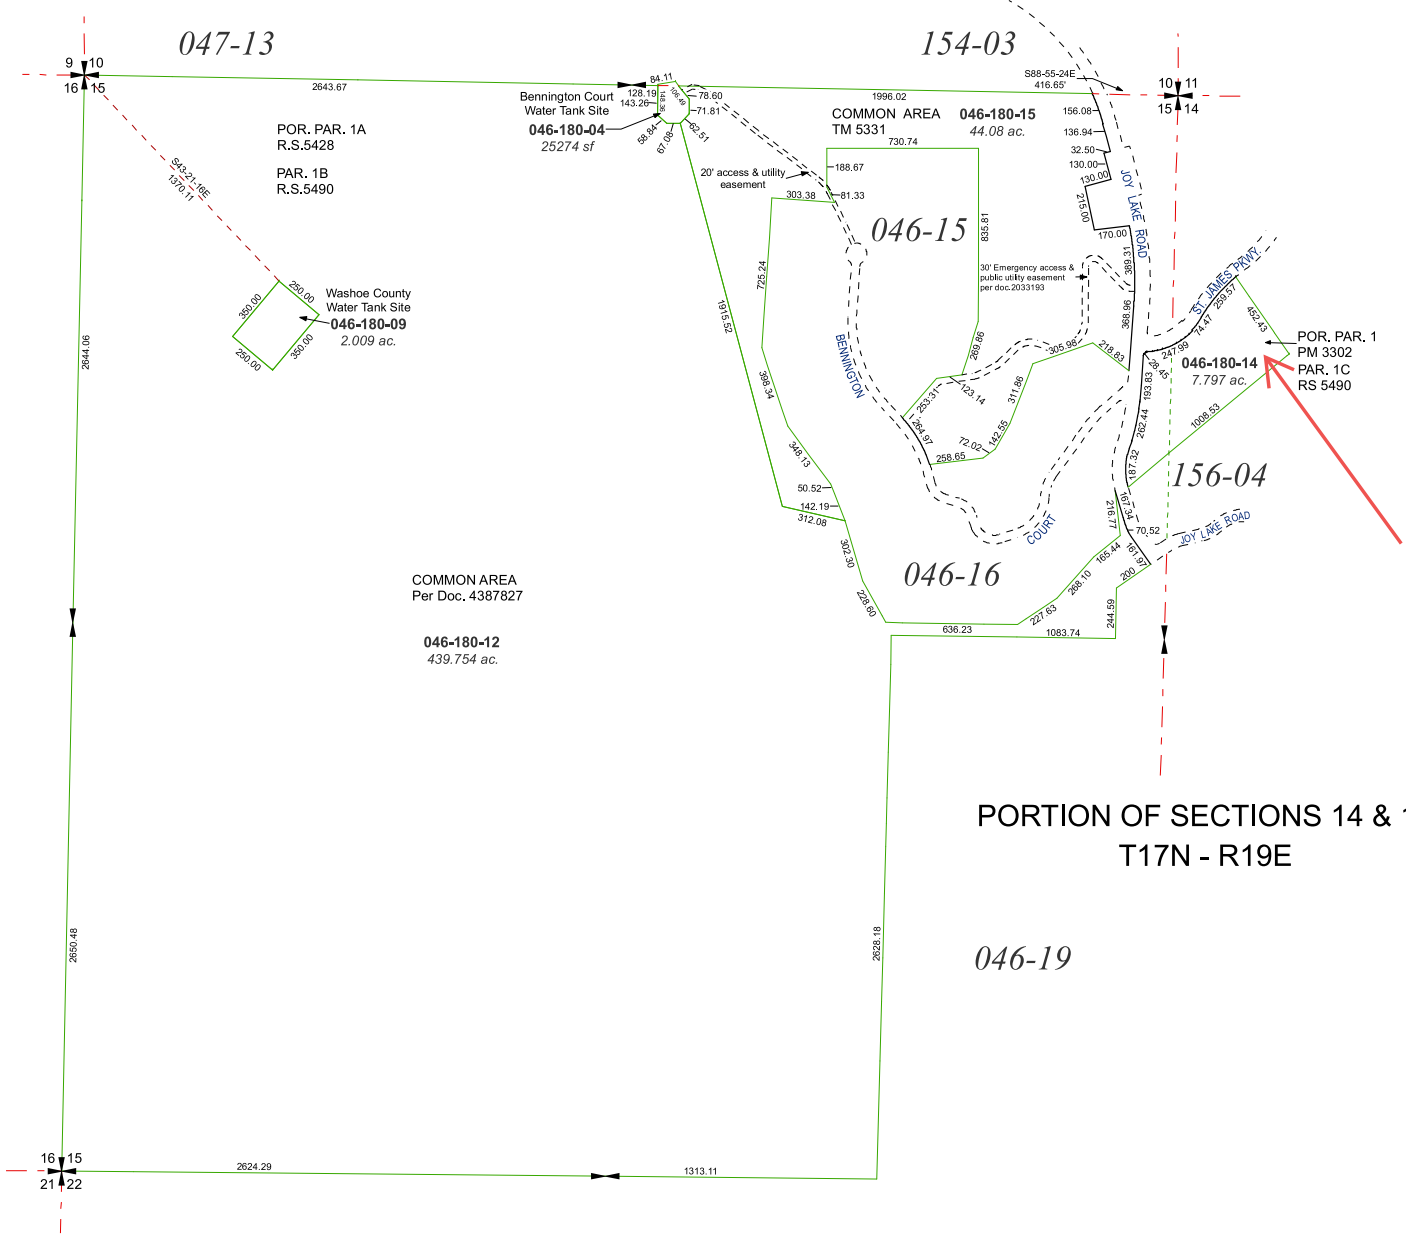 047-13
154-03
9
10
16
15
2643.67
84.11
128.19
143.26
148.36
106.49
78.60
71.81
62.51
67.08
58.84
Bennington Court
Water Tank Site
046-180-04
25274 sf
1996.02
S88-55-24E
416.65'
10
11
15
14
COMMON AREA
TM 5331
046-180-15
44.08 ac.
156.08
136.94
32.50
130.00
130.00
215.00
170.00
389.31
368.96
JOY LAKE ROAD
POR. PAR. 1A
R.S.5428
PAR. 1B
R.S.5490
S43-21-16E
1370.11
730.74
188.67
81.33
303.38
20' access & utility
easement
046-15
835.81
725.24
30' Emergency access &
public utility easement
per doc.2033193
Washoe County
Water Tank Site
046-180-09
2.009 ac.
350.00
250.00
250.00
350.00
2644.06
1915.52
BENNINGTON
269.86
305.98
218.83
ST. JAMES PKWY.
259.57
74.47
247.99
28.45
452.43
046-180-14
7.797 ac.
POR. PAR. 1
PM 3302
PAR. 1C
RS 5490
193.83
262.44
187.32
1008.53
398.34
253.31
123.14
311.86
264.97
142.55
72.02
258.65
348.13
50.52
142.19
312.08
156-04
167.34
216.77
70.52
161.97
JOY LAKE ROAD
COURT
302.30
165.44
268.10
200
046-16
228.60
227.63
244.59
636.23
1083.74
COMMON AREA
Per Doc. 4387827
046-180-12
439.754 ac.
PORTION OF SECTIONS 14 & 1
T17N - R19E
2650.48
2628.18
046-19
16
15
21
22
2624.29
1313.11